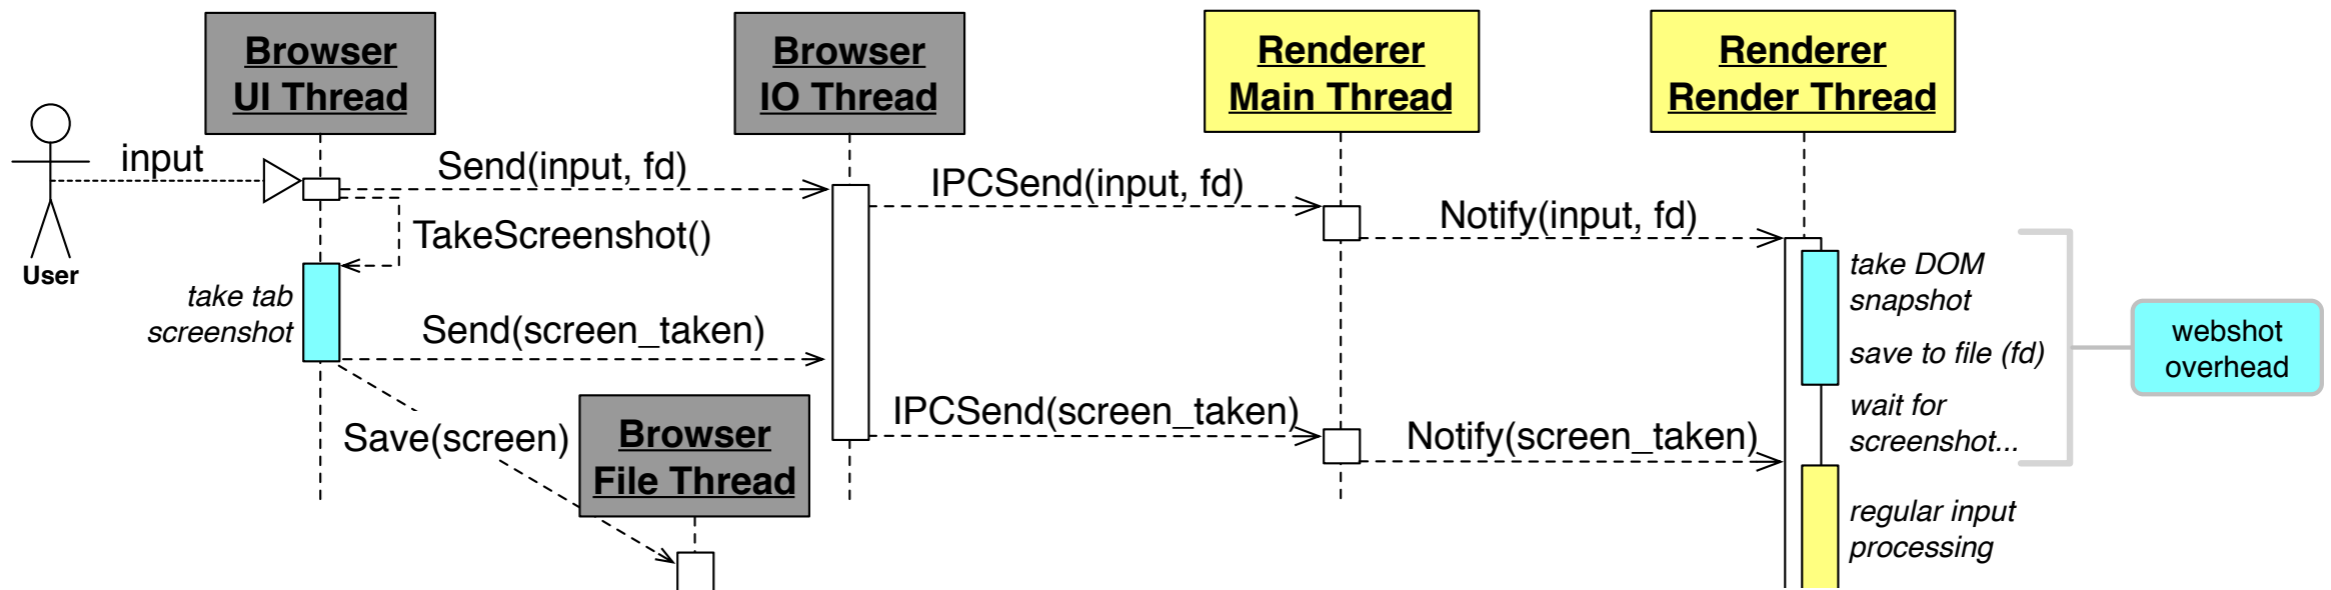 Browser
UI Thread
Browser
IO Thread
Renderer
Main Thread
Renderer
Render Thread
input
Send(input, fd)
IPCSend(input, fd)
Notify(input, fd)
TakeScreenshot()
User
take tab
screenshot
Send(screen_taken)
take DOM
snapshot
save to file (fd)
webshot
overhead
IPCSend(screen_taken)
Notify(screen_taken)
wait for
screenshot...
Save(screen)
Browser
File Thread
regular input
processing